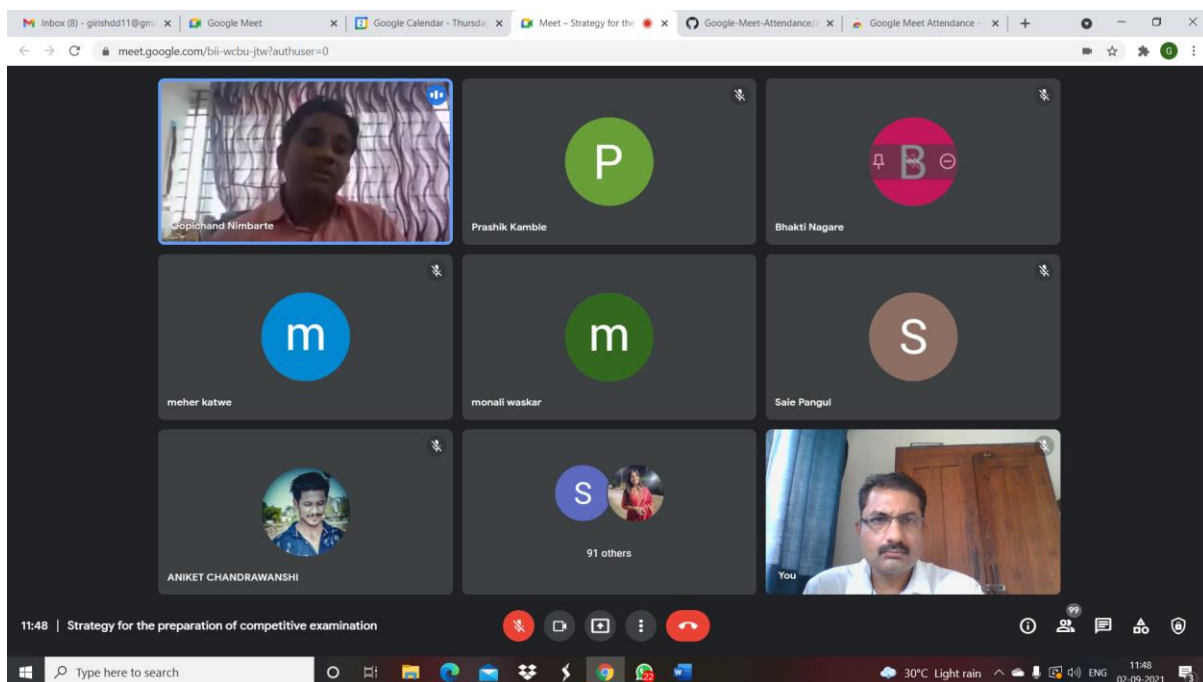 Inbox (8) - girishdd11@gma
Google Meet
Google Calendar - Thursda
Meet – Strategy for the
Google-Meet-Attendance/
Google Meet Attendance -
meet.google.com/bii-wcbu-jtw?authuser=0
G
Gopichand Nimbarte
P
Prashik Kamble
B
Bhakti Nagare
m
meher katwe
m
monali waskar
S
Saie Pangul
ANIKET CHANDRAWANSHI
S
91 others
You
11:48 | Strategy for the preparation of competitive examination
99
Type here to search
22
30°C Light rain
ENG
11:48
02-09-2021
3